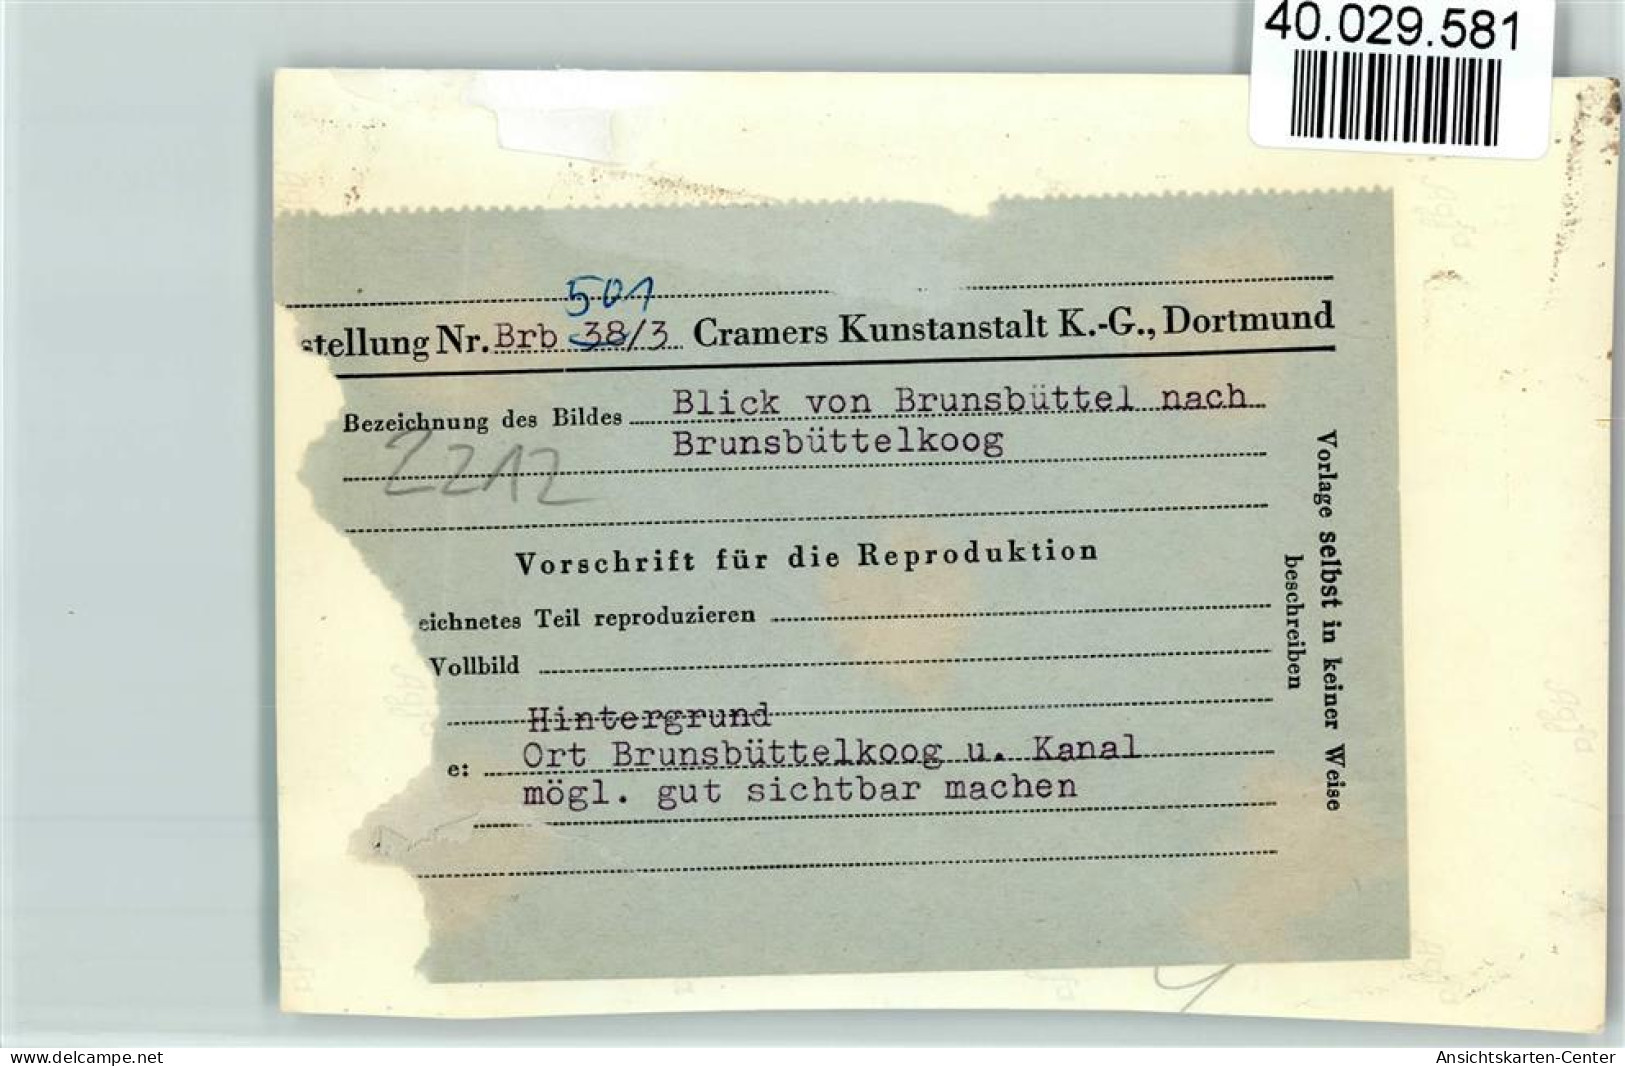 40.029.581
501
stellung Nr. Brb 38/3 Cramers Kunstanstalt K.-G., Dortmund
Bezeichnung des Bildes Blick von Brunsbüttel nach
Brunsbüttelkoog
2212
Vorschrift für die Reproduktion
eichnetes Teil reproduzieren
Vollbild
Hintergrund
e: Ort Brunsbüttelkoog u. Kanal
mögl. gut sichtbar machen
Vorlage selbst in keiner Weise
beschreiben
www.delcampe.net
Ansichtskarten-Center